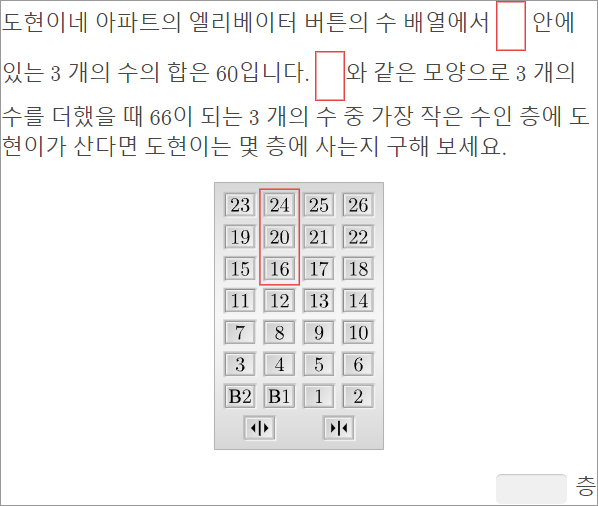 도현이네 아파트의 엘리베이터 버튼의 수 배열에서 안에
있는 3 개의 수의 합은 60입니다. 와 같은 모양으로 3 개의
수를 더했을 때 66이 되는 3 개의 수 중 가장 작은 수인 층에 도
현이가 산다면 도현이는 몇 층에 사는지 구해 보세요.
23 24 25 26
19 20 21 22
15 16 17 18
11 12 13 14
7 8 9 10
3 4 5 6
B2 B1 1 2
층